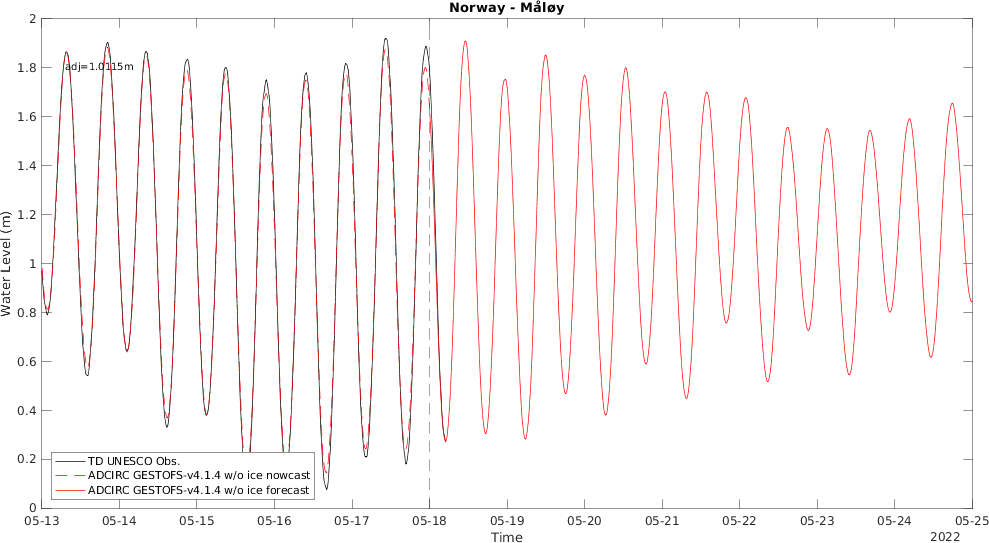 Norway - Måløy
2
1.8
1.6
1.4
1.2
1
0.8
0.6
0.4
0.2
0
Water Level (m)
adj=1.0115m
TD UNESCO Obs.
ADCIRC GESTOFS-v4.1.4 w/o ice nowcast
ADCIRC GESTOFS-v4.1.4 w/o ice forecast
05-13 05-14 05-15 05-16 05-17 05-18 05-19 05-20 05-21 05-22 05-23 05-24 05-25
Time
2022